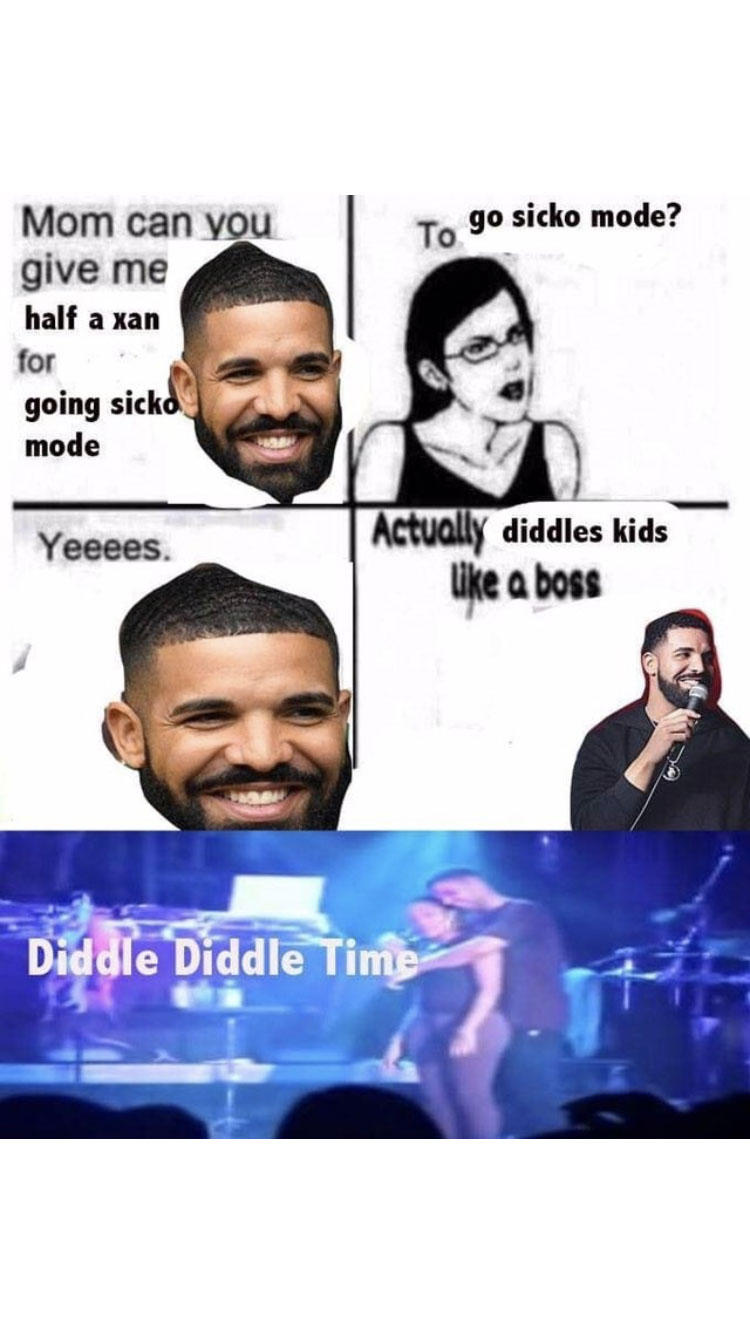 Mom can you
give me
half a xan
for
going sicko
mode
To go sicko mode?
Yeeees.
Actually diddles kids
like a boss
Diddle Diddle Time